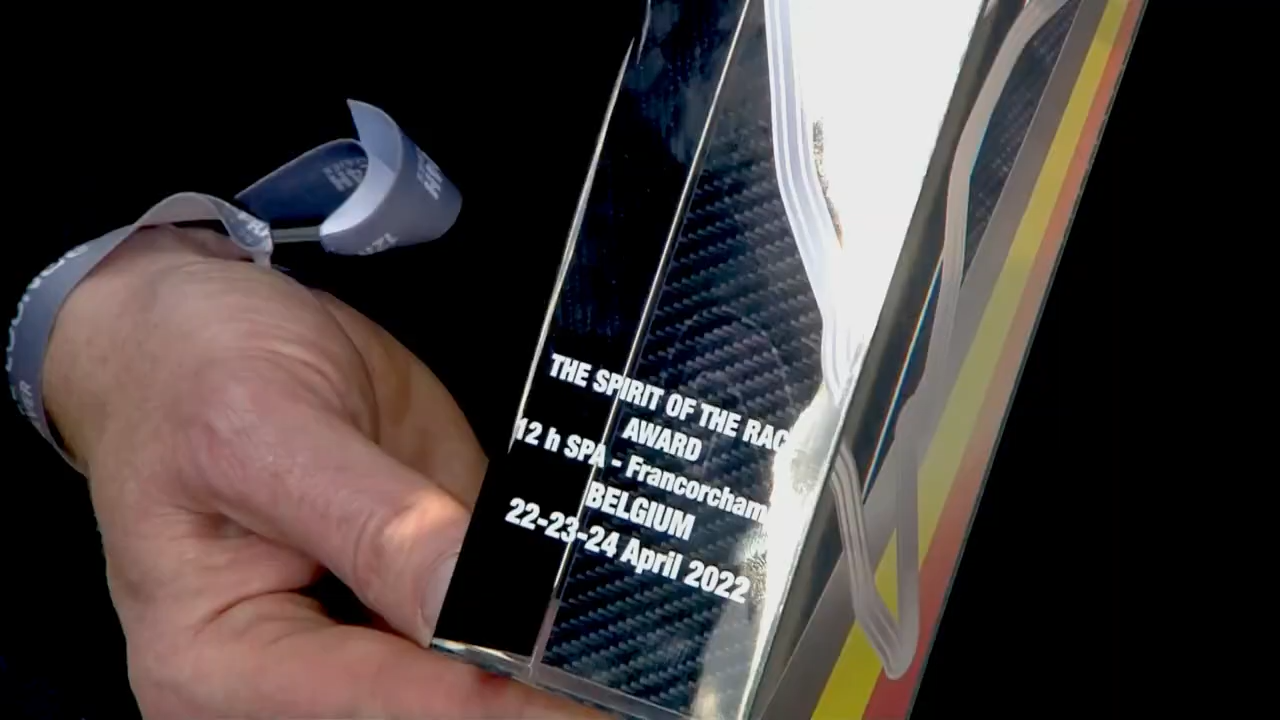 THE SPIRIT OF THE RAC
AWARD
12 h SPA - Francorcham
BELGIUM
22-23-24 April 2022